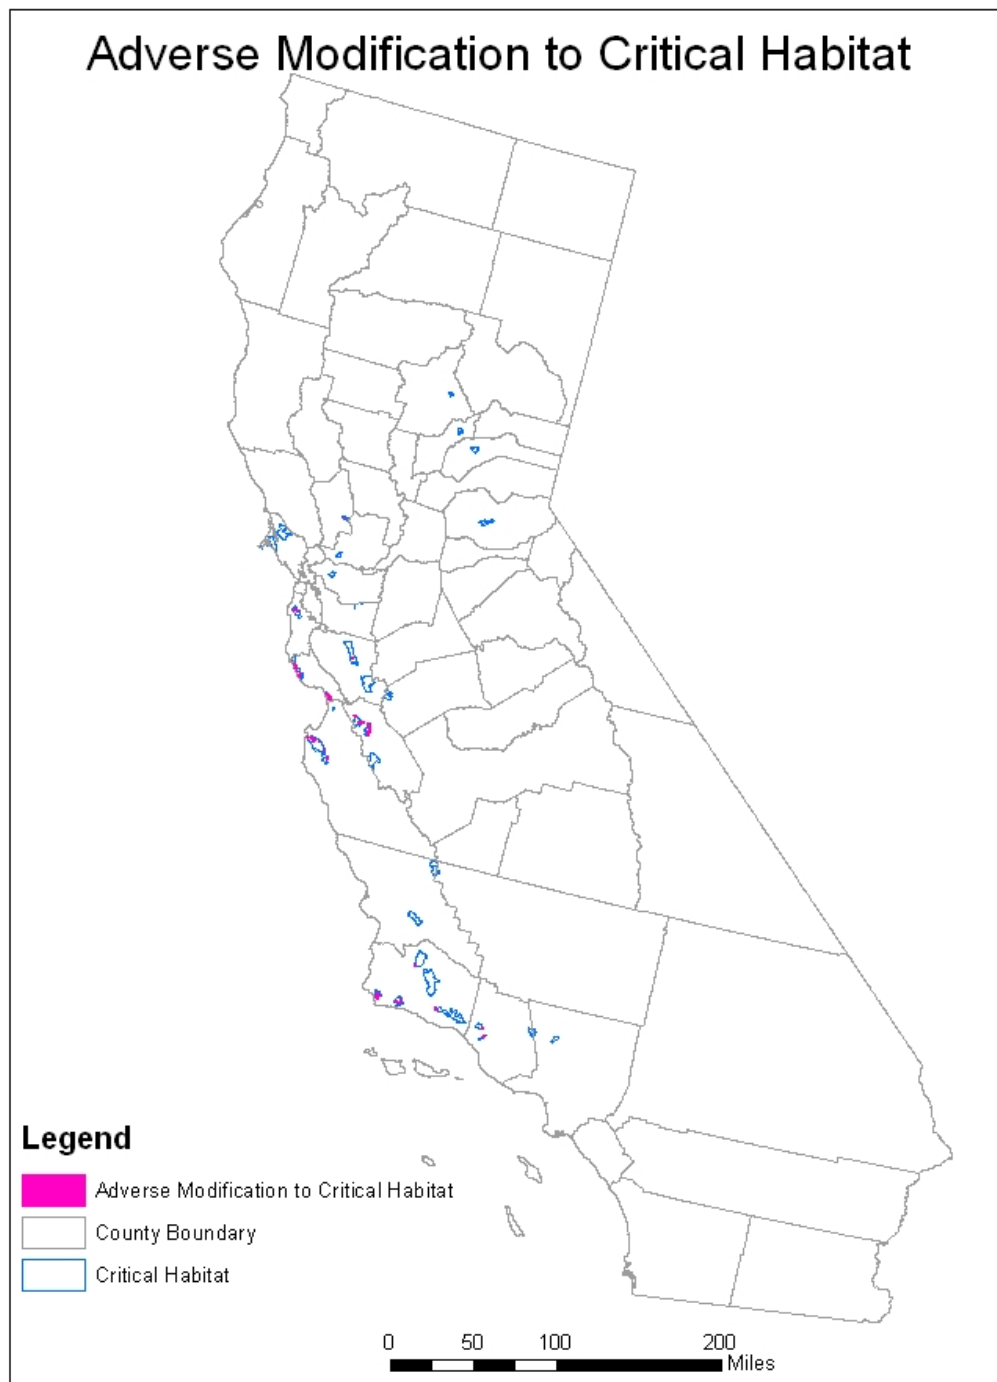 Adverse Modification to Critical Habitat
Legend
Adverse Modification to Critical Habitat
County Boundary
Critical Habitat
0 50 100 200
Miles